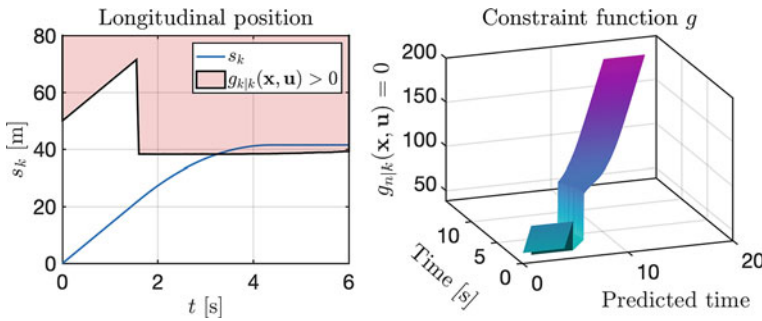 Longitudinal position
80
60
40
20
0
s_k [m]
s_k
g_{k|k}(x, u) > 0
0 2 4 6
t [s]
Constraint function g
200
150
100
50
g_{n|k}(x, u) = 0
10
5
0
Time [s]
0 10 20
Predicted time